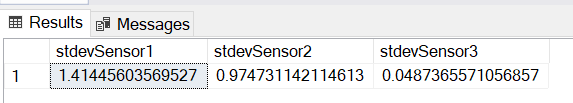 Results Messages
stdevSensor1 stdevSensor2 stdevSensor3
1 1.41445603569527 0.974731142114613 0.0487365571056857